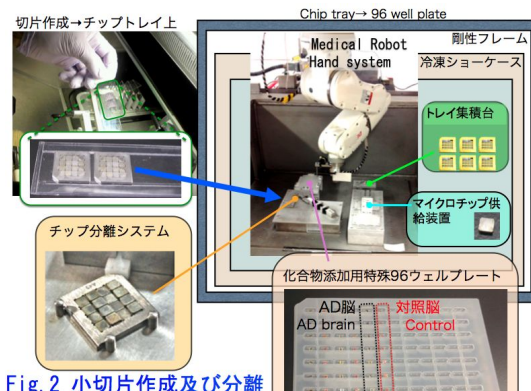 切片作成→チップトレイ上
Chip tray→ 96 well plate
剛性フレーム
冷凍ショーケース
Medical Robot
Hand system
トレイ集積台
マイクロチップ供
給装置
チップ分離システム
化合物添加用特殊96ウェルプレート
AD脳
AD brain
対照脳
Control
Fig.2 小切片作成及び分離